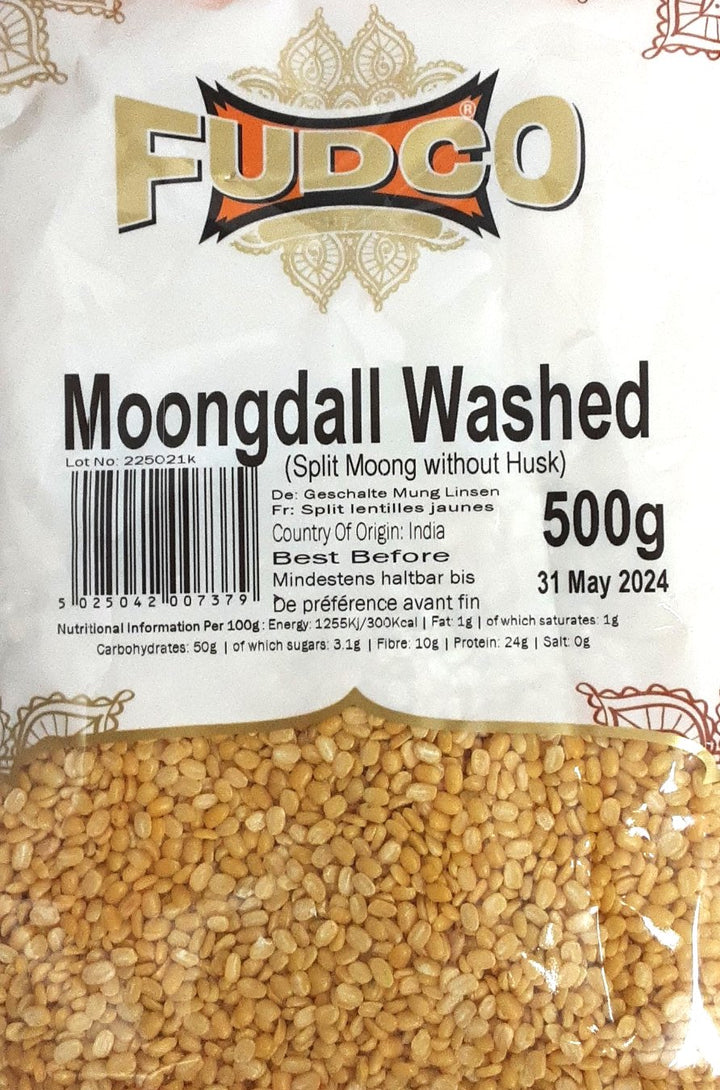 FUDCO®
Moongdall Washed
Lot No: 225021k
(Split Moong without Husk)
De: Geschalte Mung Linsen
Fr: Split lentilles jaunes
500g
Country Of Origin: India
Best Before
Mindestens haltbar bis
31 May 2024
De préférence avant fin
5 025042 007379
Nutritional Information Per 100g: Energy: 1255Kj/300Kcal | Fat: 1g | of which saturates: 1g
Carbohydrates: 50g | of which sugars: 3.1g | Fibre: 10g | Protein: 24g | Salt: 0g